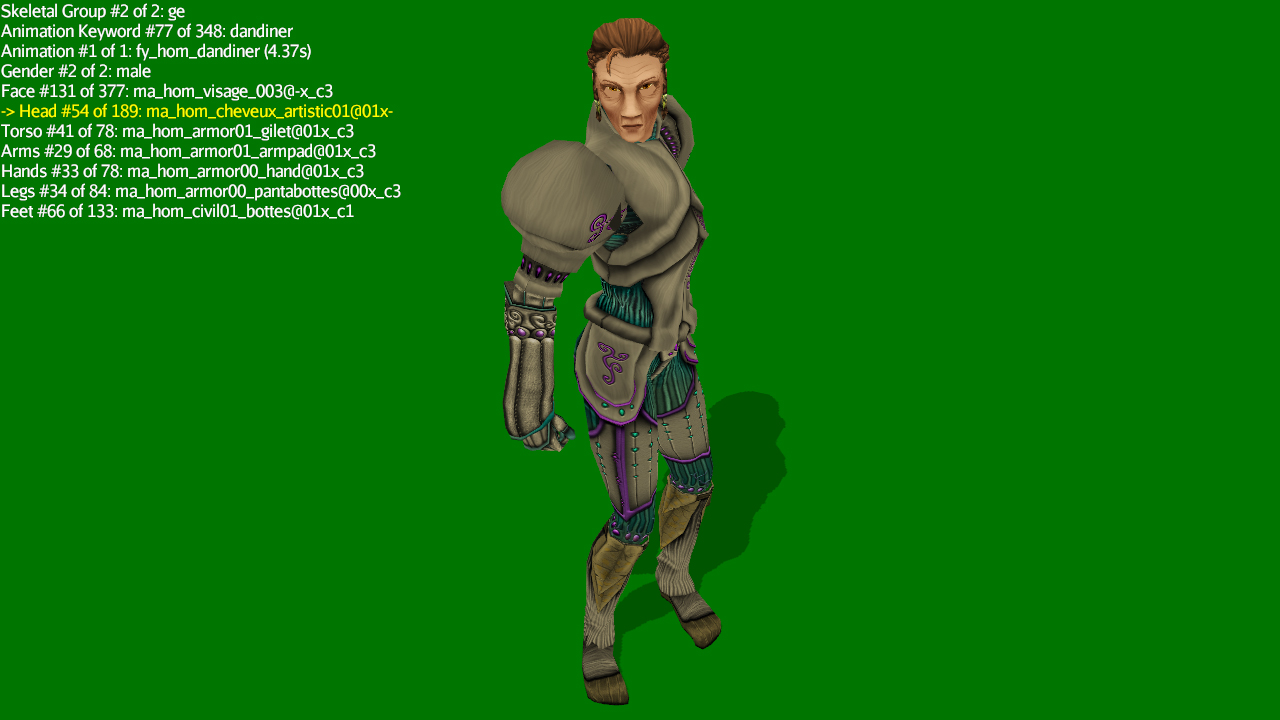 Skeletal Group #2 of 2: ge
Animation Keyword #77 of 348: dandiner
Animation #1 of 1: fy_hom_dandiner (4.37s)
Gender #2 of 2: male
Face #131 of 377: ma_hom_visage_003@-x_c3
-> Head #54 of 189: ma_hom_cheveux_artistic01@01x-
Torso #41 of 78: ma_hom_armor01_gilet@01x_c3
Arms #29 of 68: ma_hom_armor01_armpad@01x_c3
Hands #33 of 78: ma_hom_armor00_hand@01x_c3
Legs #34 of 84: ma_hom_armor00_pantabottes@00x_c3
Feet #66 of 133: ma_hom_civil01_bottes@01x_c1